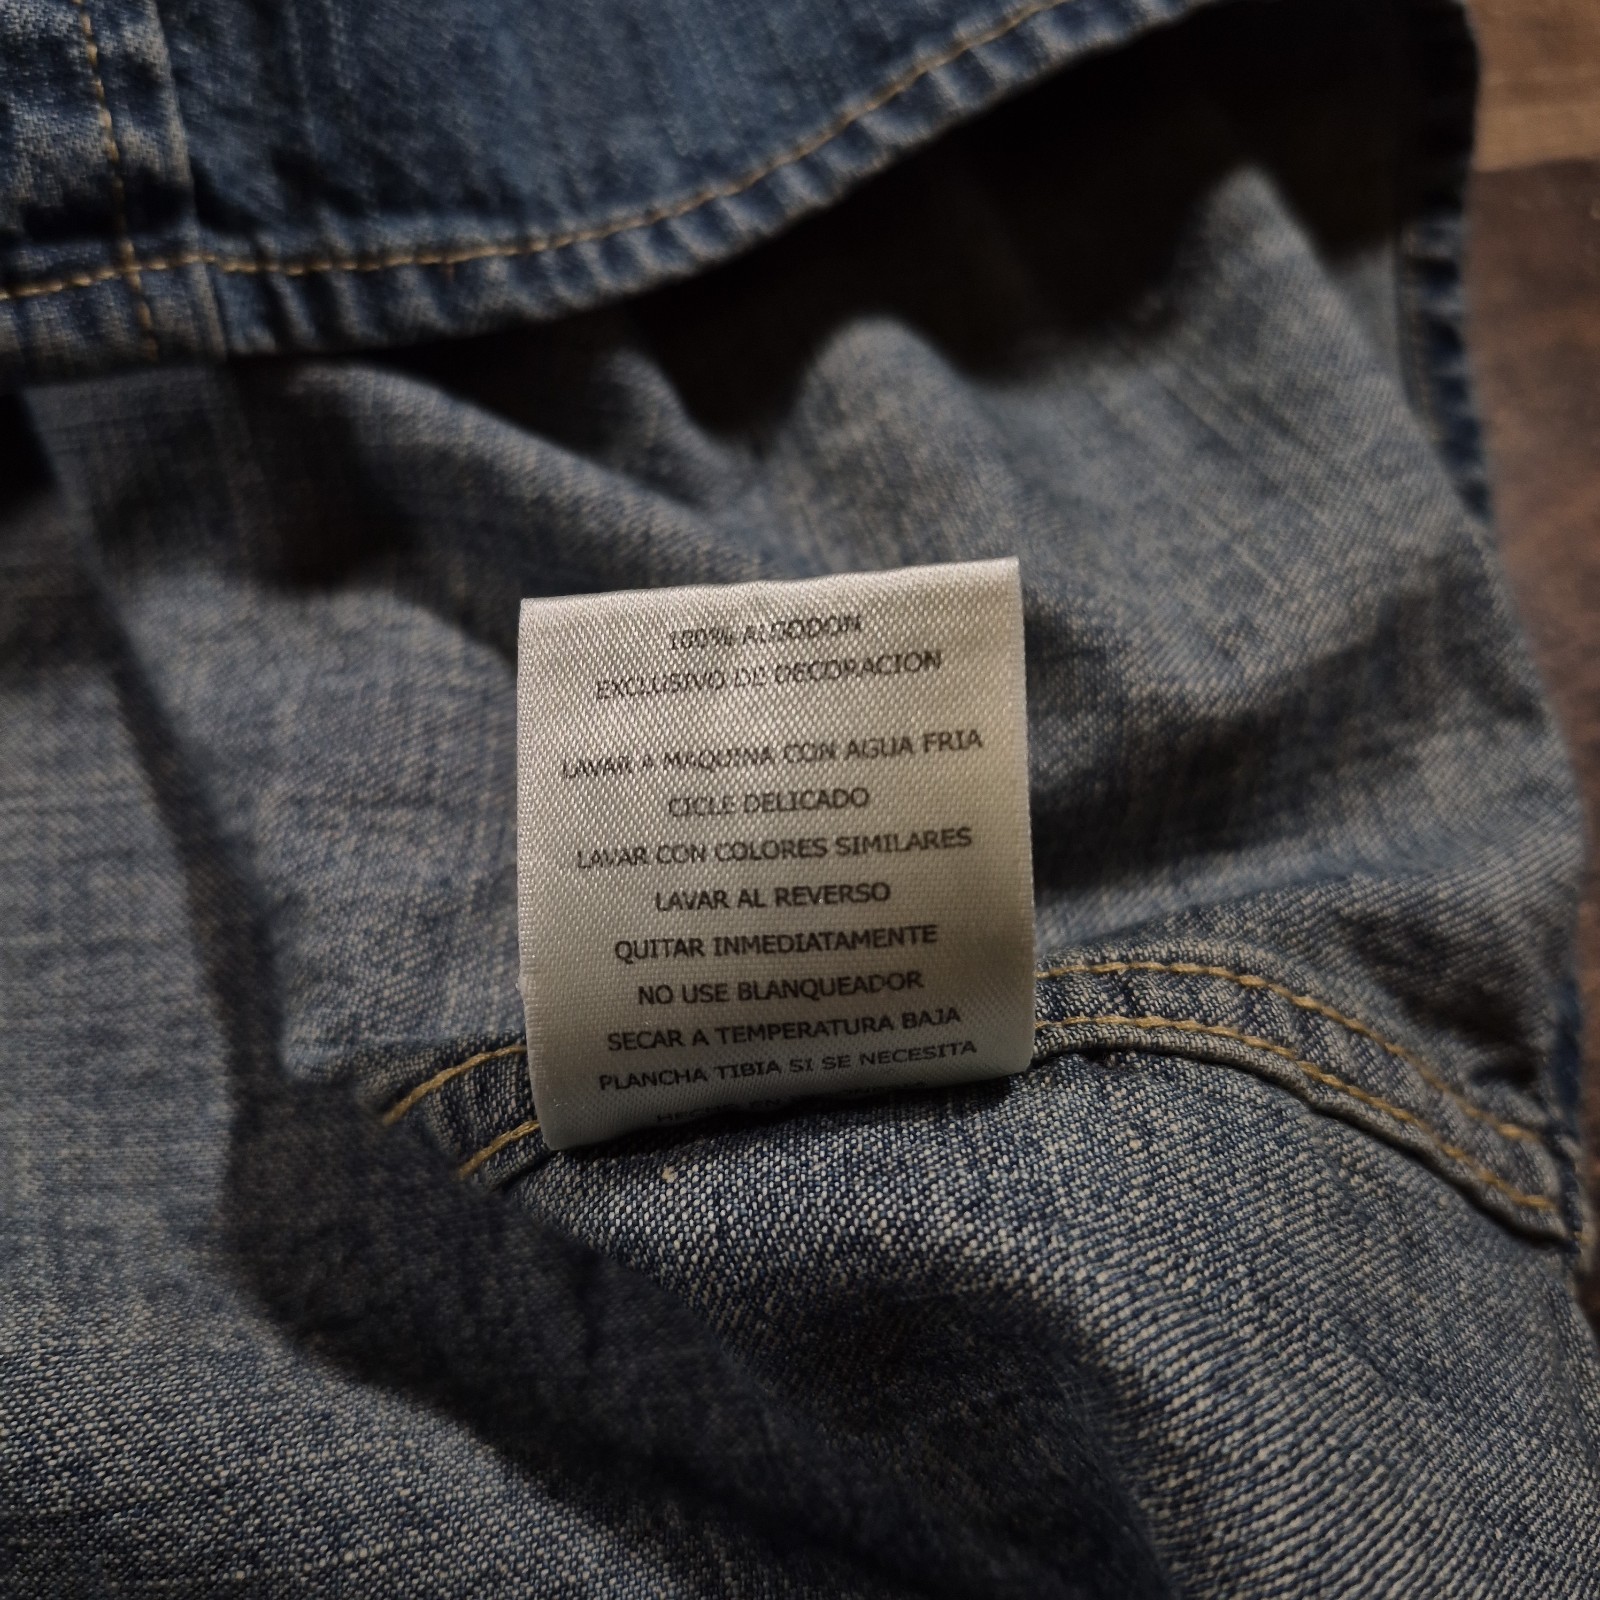 100% ALGODON
EXCLUSIVO DE DECORACION
LAVAR A MAQUINA CON AGUA FRIA
CICLE DELICADO
LAVAR CON COLORES SIMILARES
LAVAR AL REVERSO
QUITAR INMEDIATAMENTE
NO USE BLANQUEADOR
SECAR A TEMPERATURA BAJA
PLANCHA TIBIA SI SE NECESITA